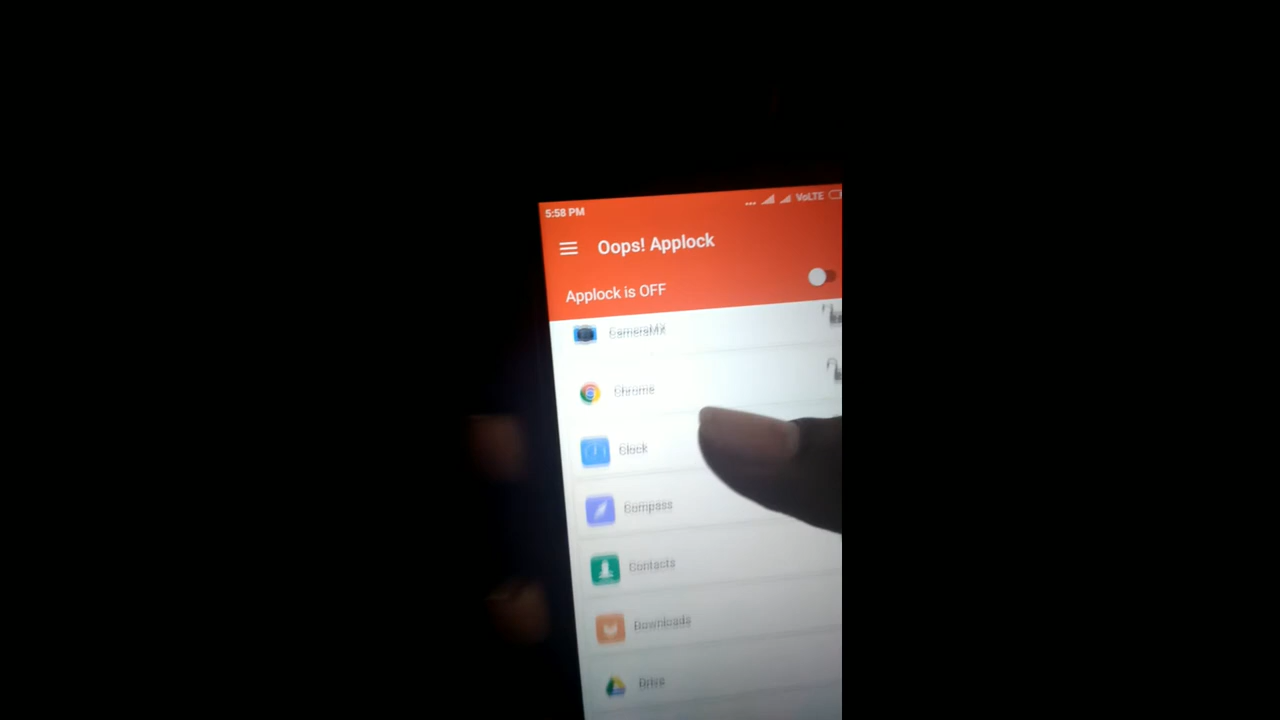 5:58 PM ... VoLTE
Oops! Applock
Applock is OFF
CameraMX
Chrome
Clock
Compass
Contacts
Downloads
Drive